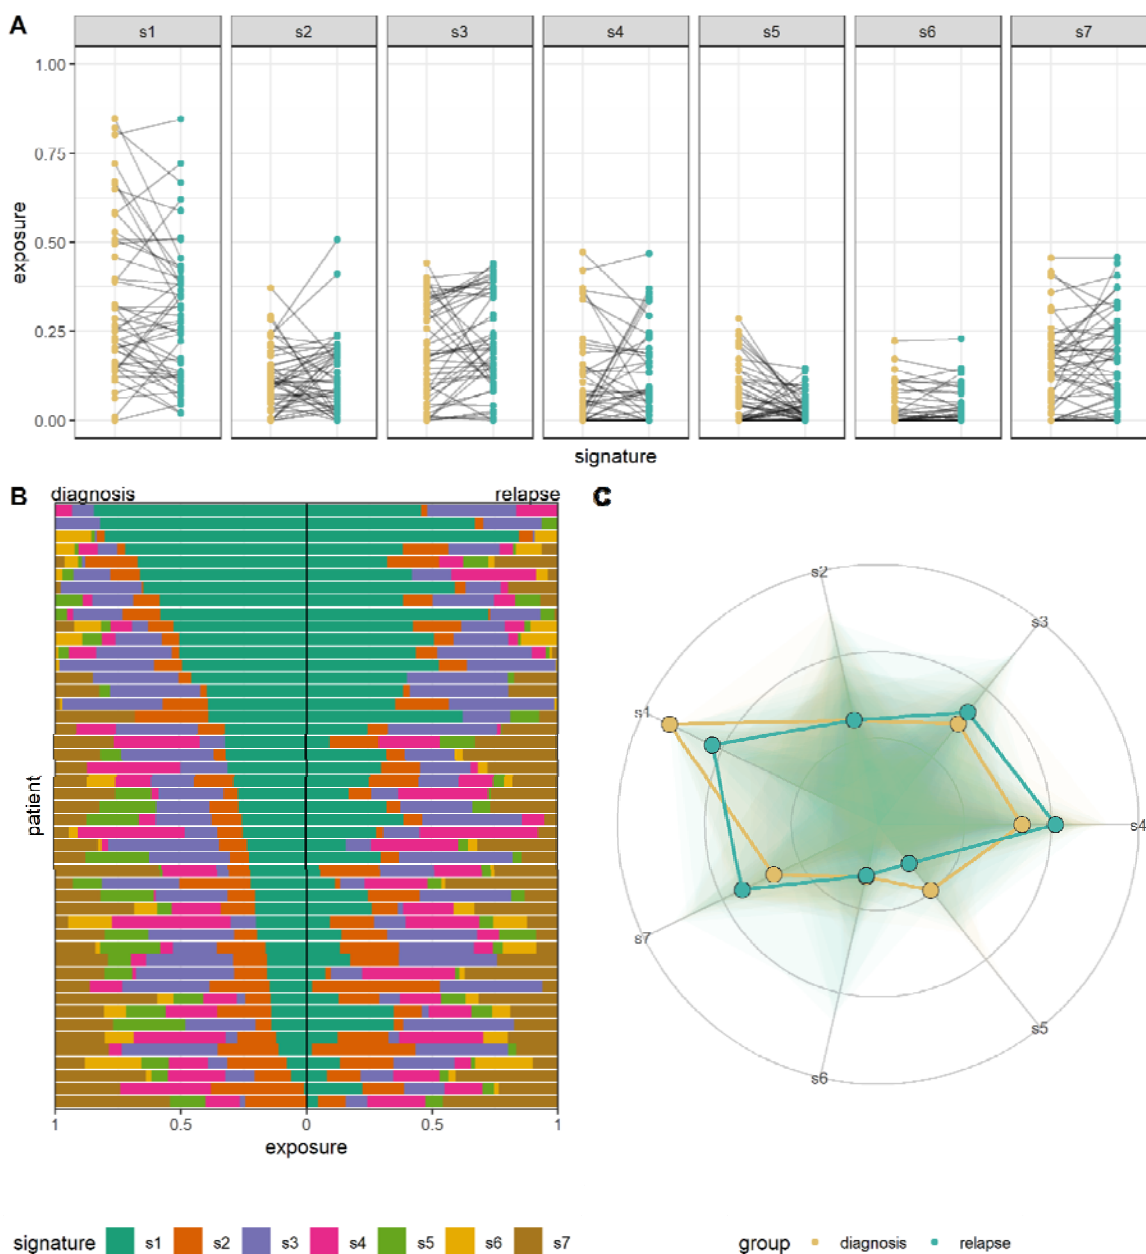 A
s1 s2 s3 s4 s5 s6 s7
1.00
0.75
0.50
0.25
0.00
exposure
signature
B
diagnosis relapse
patient
1 0.5 0 0.5 1
exposure
C
s2
s3
s1
s4
s7
s5
s6
signature s1 s2 s3 s4 s5 s6 s7
group diagnosis relapse